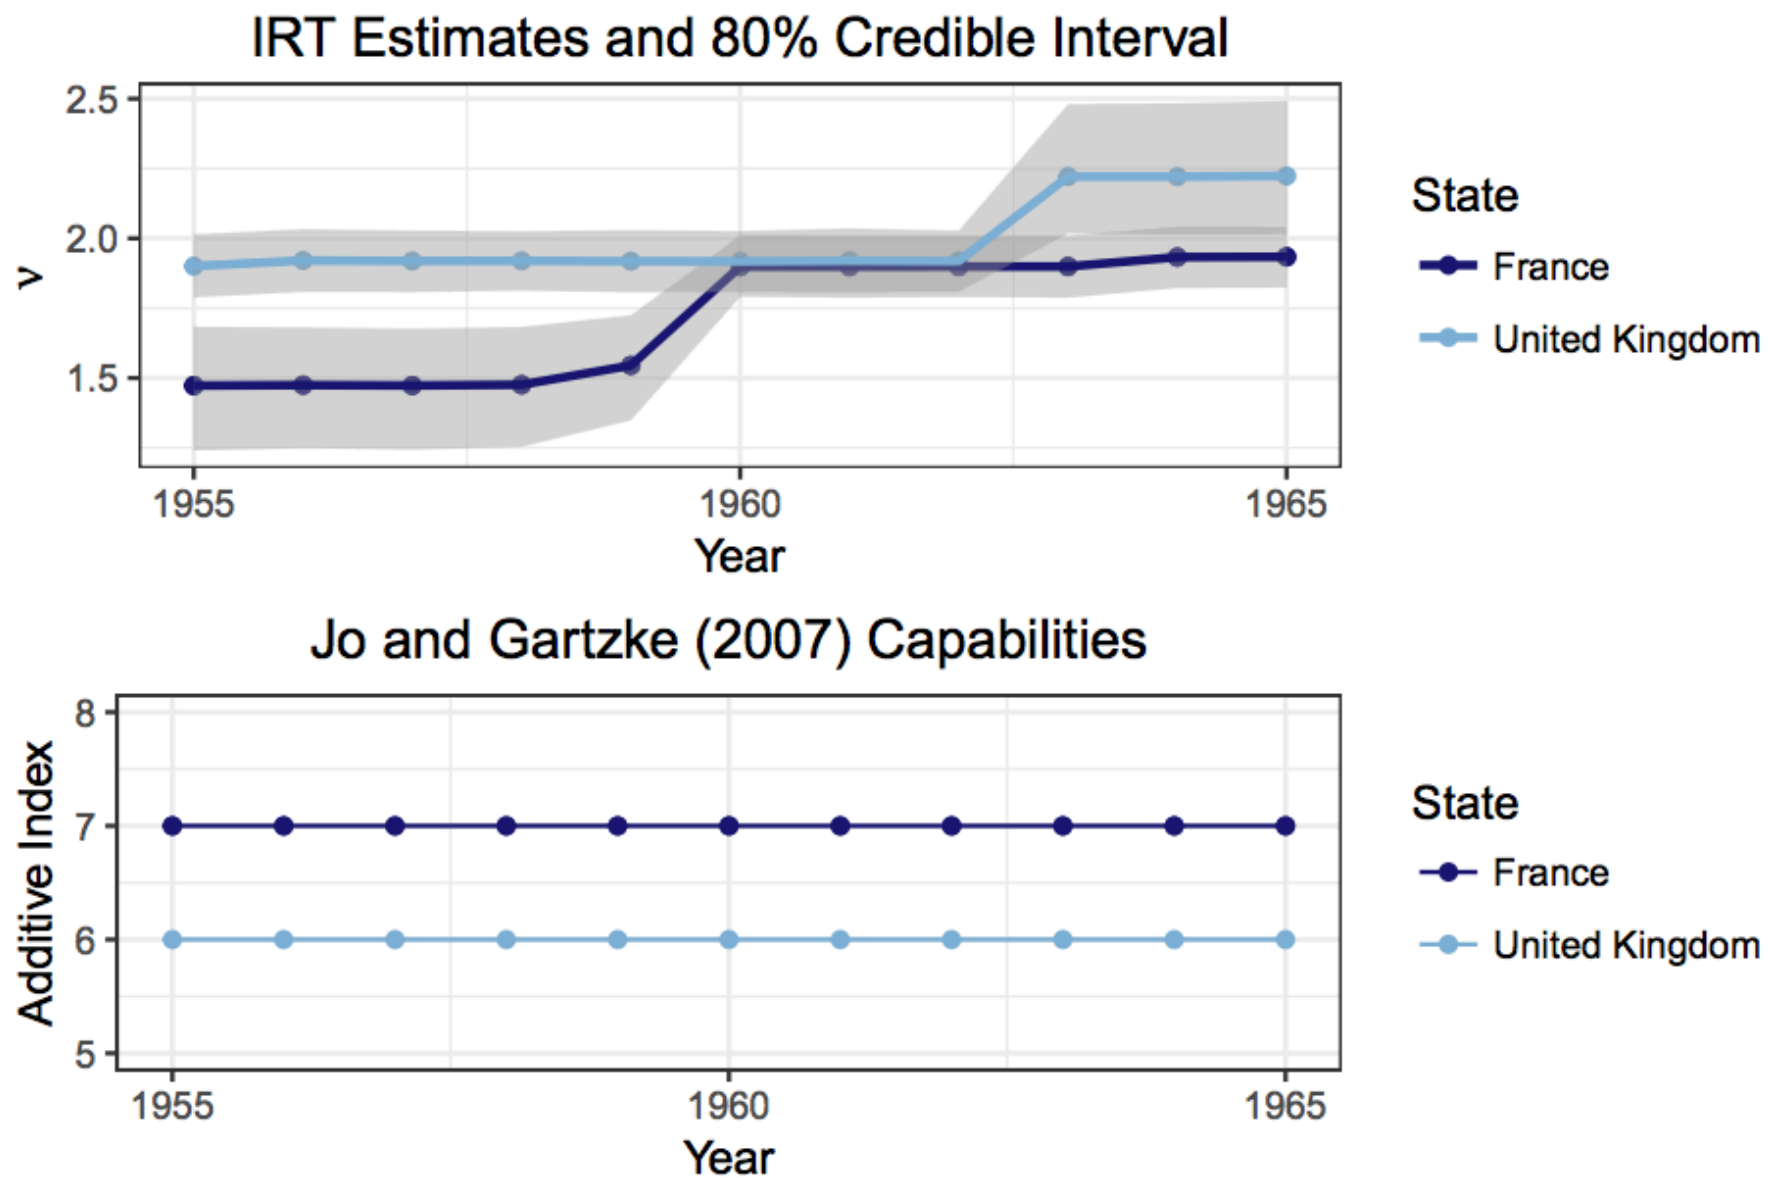 IRT Estimates and 80% Credible Interval
2.5
2.0
1.5
ν
1955 1960 1965
Year
State
France
United Kingdom
Jo and Gartzke (2007) Capabilities
8
7
6
5
Additive Index
1955 1960 1965
Year
State
France
United Kingdom